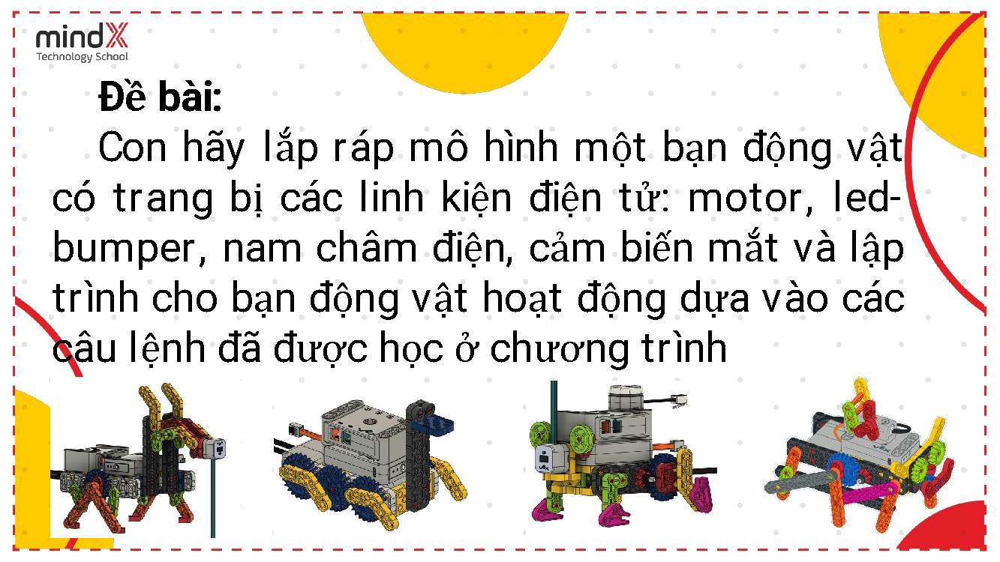 mindX
Technology School
Đề bài:
Con hãy lắp ráp mô hình một bạn động vật
có trang bị các linh kiện điện tử: motor, led-
bumper, nam châm điện, cảm biến mắt và lập
trình cho bạn động vật hoạt động dựa vào các
câu lệnh đã được học ở chương trình